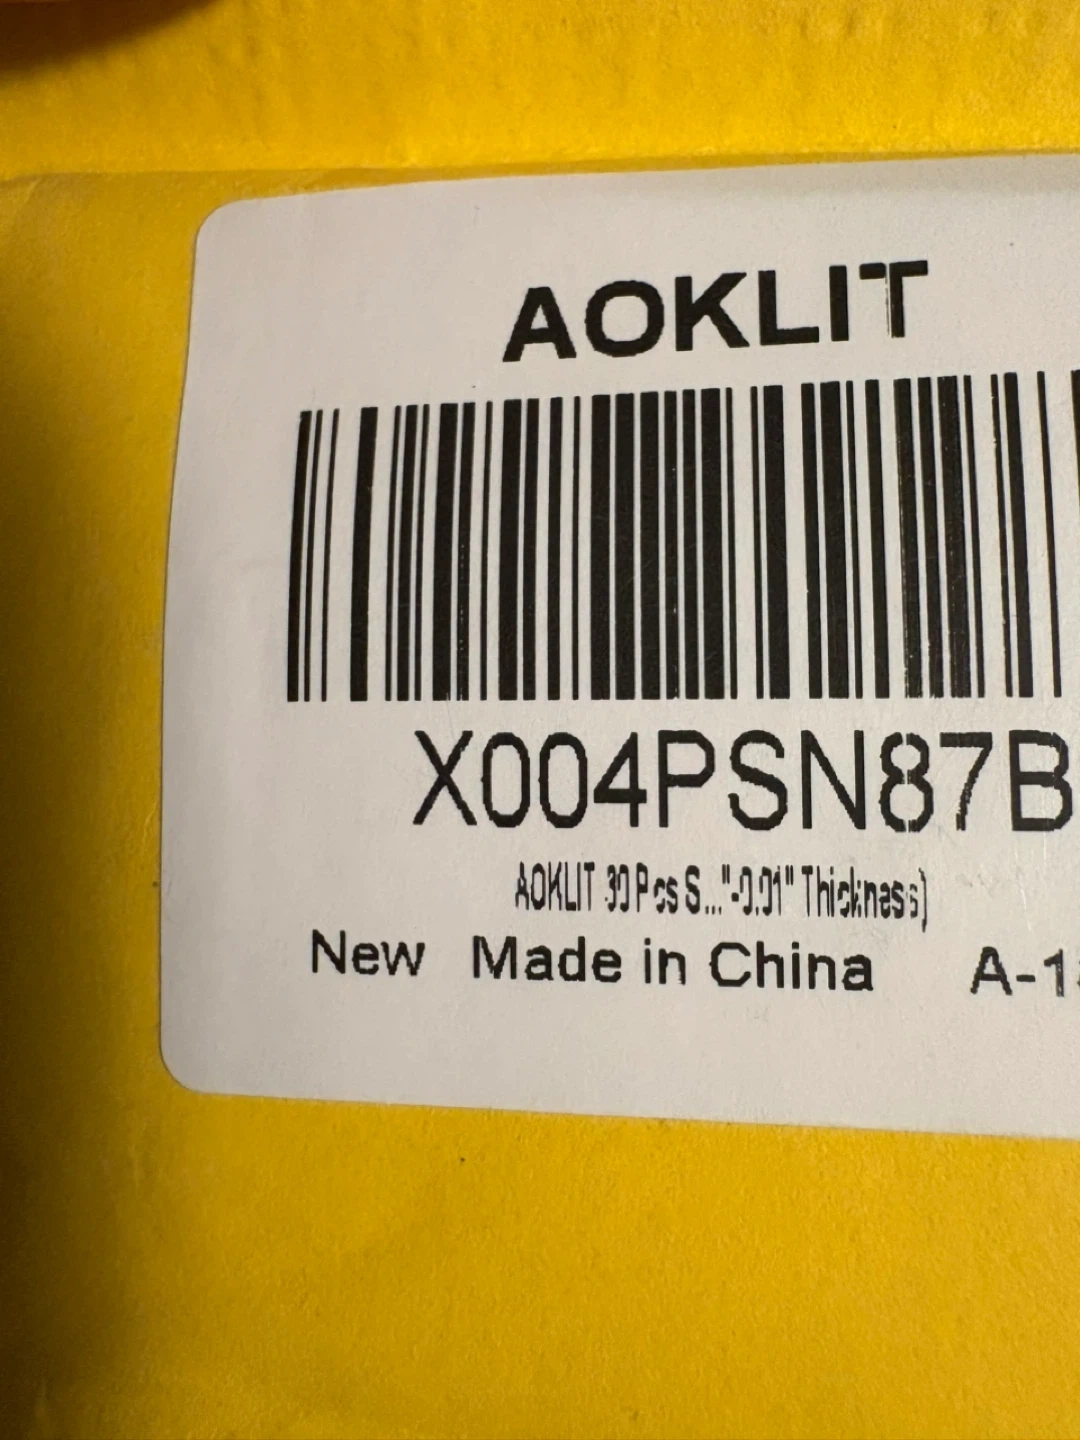 AOKLIT
X004PSN87B
AOKLIT 30 Pcs S..."-0.01" Thickness)
New Made in China